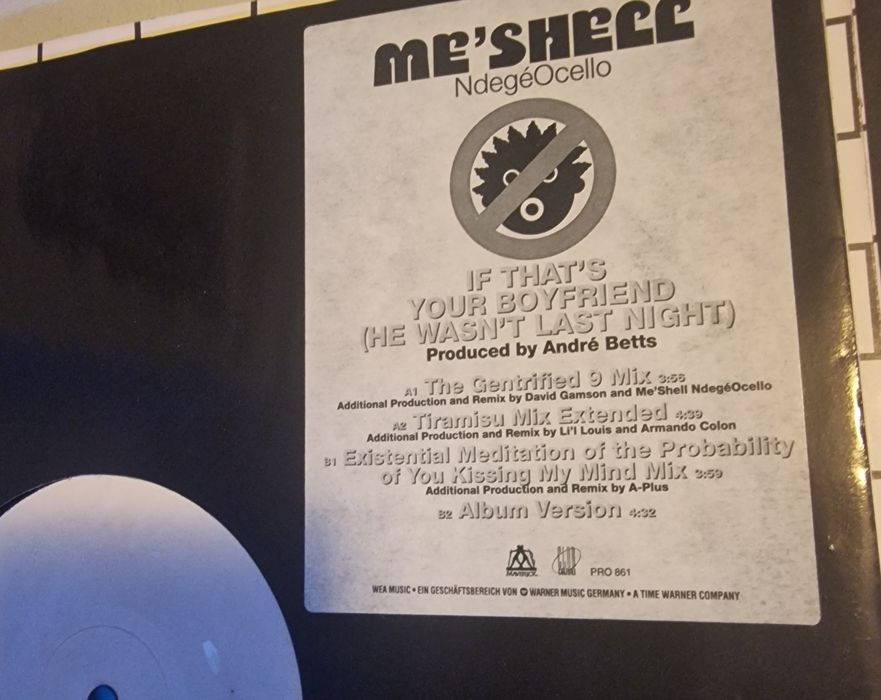 ME'SHELL
NdegéOcello
IF THAT'S
YOUR BOYFRIEND
(HE WASN'T LAST NIGHT)
Produced by André Betts
A1 The Gentrified 9 Mix 3:56
Additional Production and Remix by David Gamson and Me'Shell NdegéOcello
A2 Tiramisu Mix Extended 4:39
Additional Production and Remix by Li'l Louis and Armando Colon
B1 Existential Meditation of the Probability
of You Kissing My Mind Mix 3:59
Additional Production and Remix by A-Plus
B2 Album Version 4:32
MAVERICK
PRO 861
WEA MUSIC • EIN GESCHÄFTSBEREICH VON WARNER MUSIC GERMANY • A TIME WARNER COMPANY